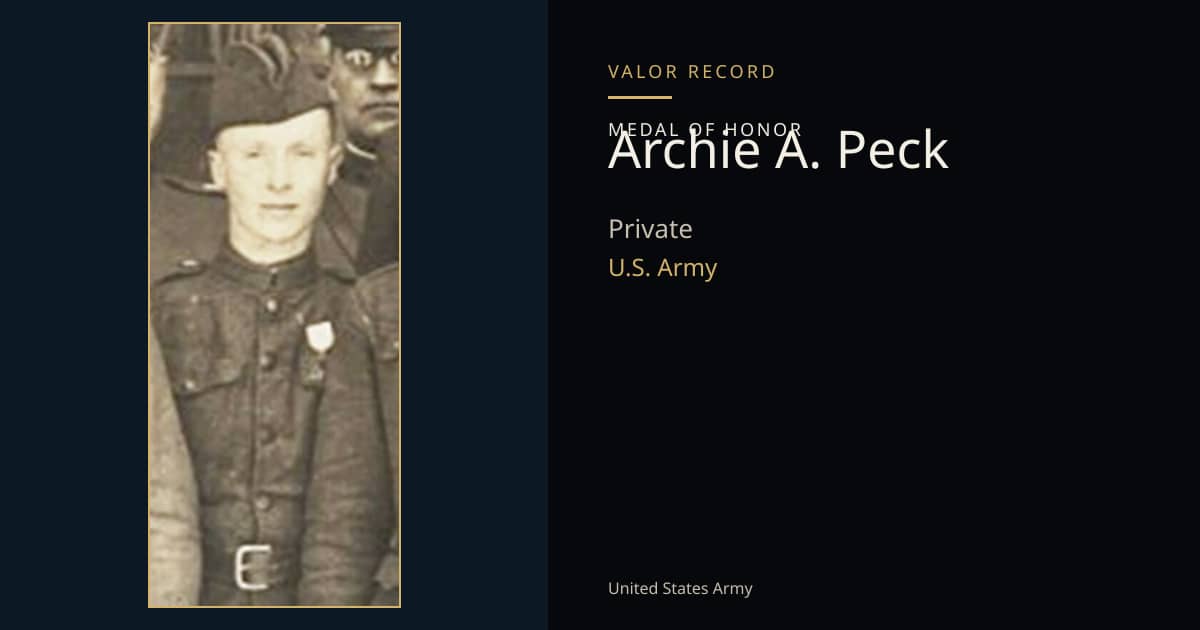 VALOR RECORD
MEDAL OF HONOR
Archie A. Peck
Private
U.S. Army
United States Army